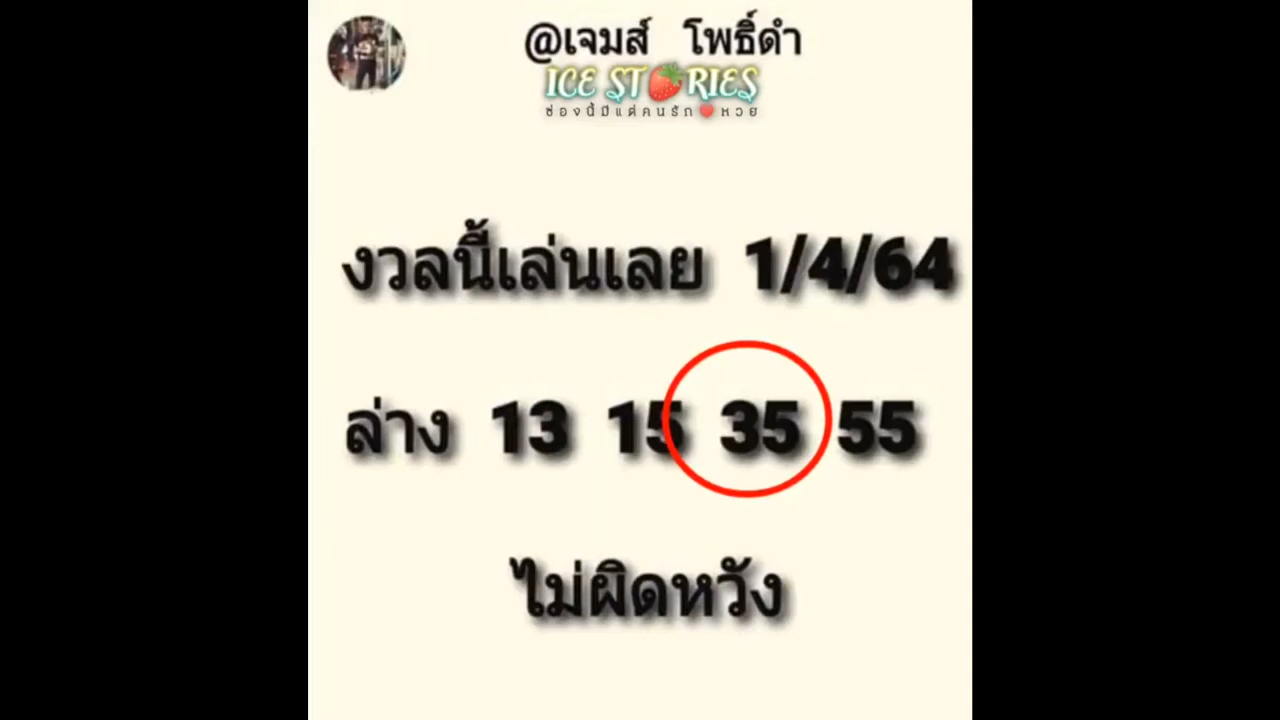 @เจมส์ โพธิ์ดำ
ICE STORIES
ช่องนี้มีแต่คนรัก❤️หวย
งวลนี้เล่นเลย 1/4/64
ล่าง 13 15 35 55
ไม่ผิดหวัง